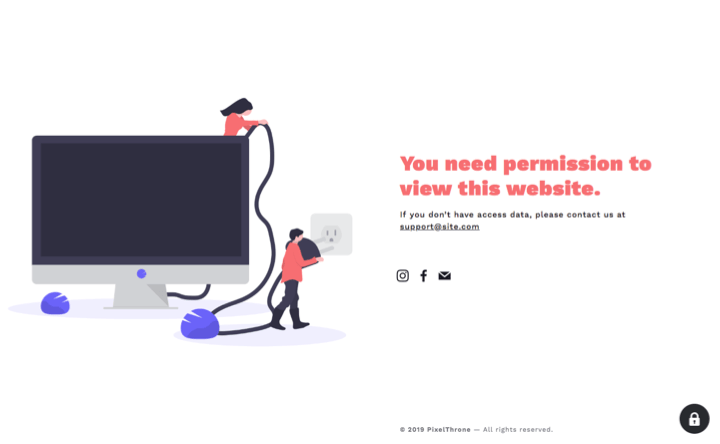 You need permission to
view this website.
If you don't have access data, please contact us at
support@site.com
© 2019 PixelThrone — All rights reserved.